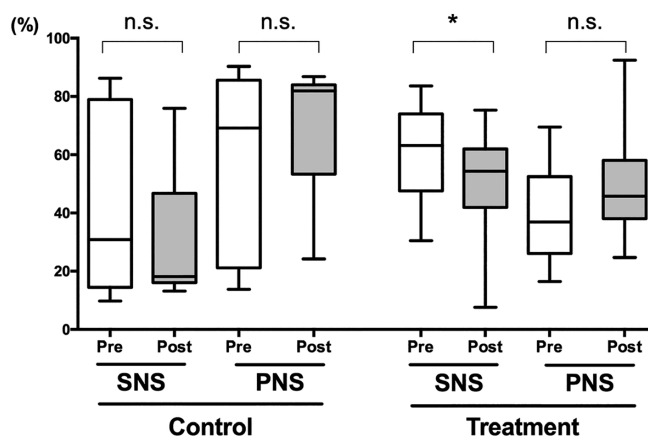 (%)
n.s. n.s. * n.s.
100
80
60
40
20
0
Pre Post Pre Post Pre Post Pre Post
SNS PNS SNS PNS
Control Treatment